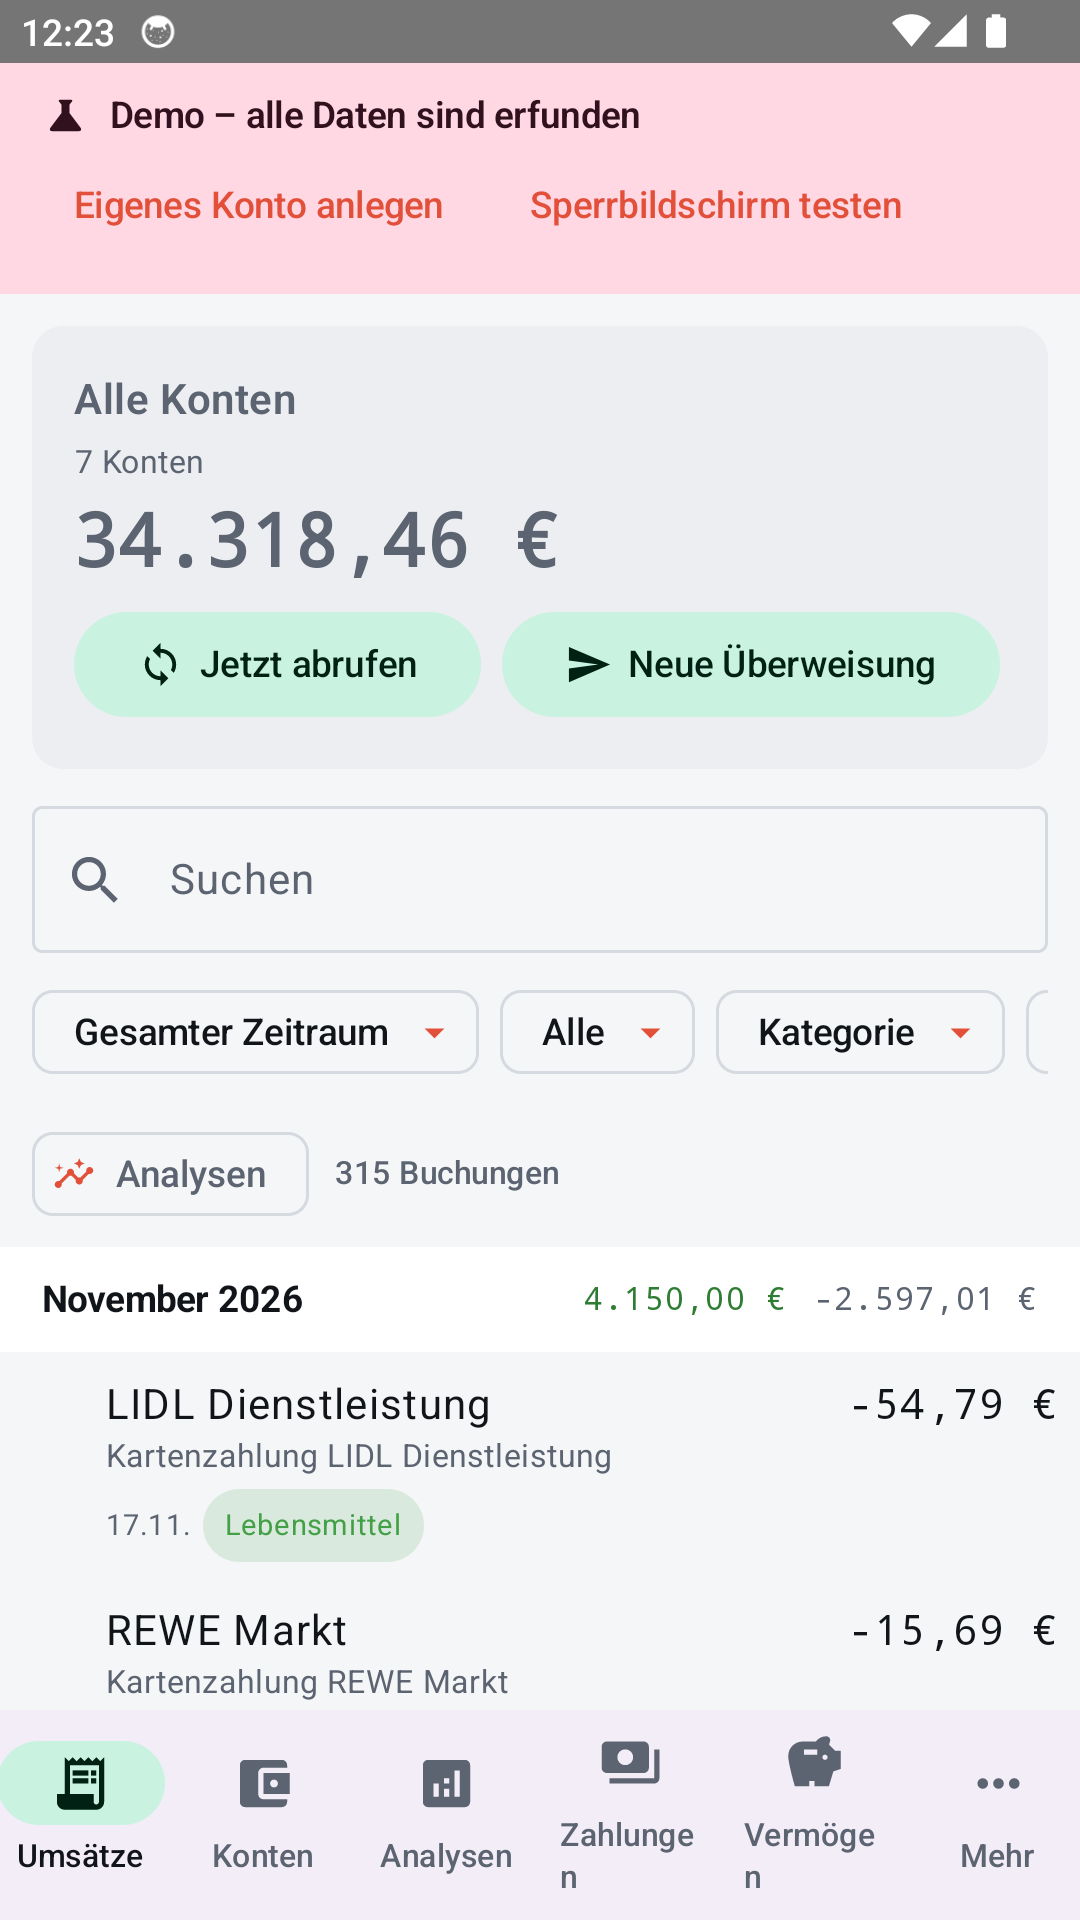 12:23
Demo – alle Daten sind erfunden
Eigenes Konto anlegen Sperrbildschirm testen
Alle Konten
7 Konten
34.318,46 €
Jetzt abrufen Neue Überweisung
Suchen
Gesamter Zeitraum Alle Kategorie
Analysen 315 Buchungen
November 2026 4.150,00 € -2.597,01 €
LIDL Dienstleistung -54,79 €
Kartenzahlung LIDL Dienstleistung
17.11. Lebensmittel
REWE Markt -15,69 €
Kartenzahlung REWE Markt
Umsätze Konten Analysen Zahlunge
n Vermöge
n Mehr